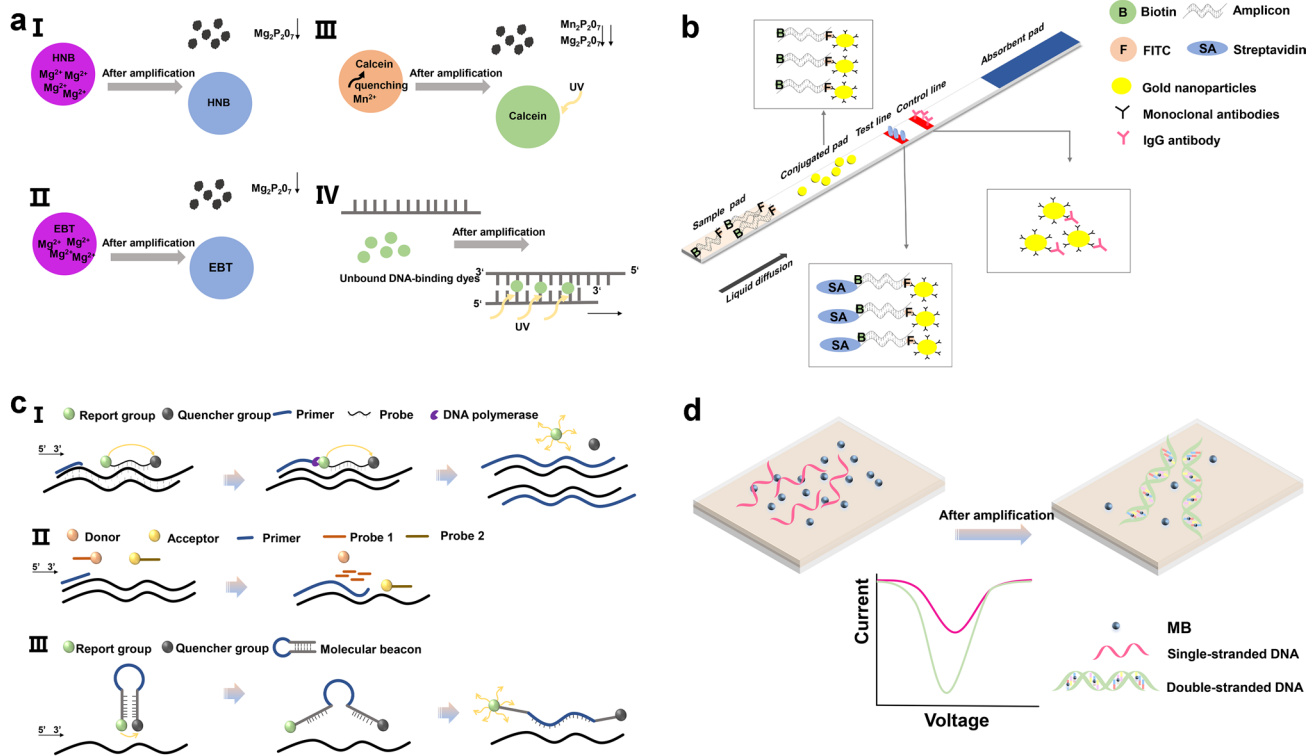 a
I
HNB
Mg²⁺ Mg²⁺
Mg²⁺ Mg²⁺
After amplification
Mg₂P₂0₇
HNB
III
Calcein
quenching
Mn²⁺
After amplification
Mn₂P₂0₇
Mg₂P₂0₇
UV
Calcein
II
EBT
Mg²⁺ Mg²⁺
Mg²⁺ Mg²⁺
After amplification
Mg₂P₂0₇
EBT
IV
Unbound DNA-binding dyes
After amplification
3'
5'
5'
3'
UV
b
B
F
B
F
B
F
Sample pad
Conjugated pad
Test line
Control line
Absorbent pad
B
F
B
F
B
F
Liquid diffusion
SA
B
F
SA
B
F
SA
B
F
B
Biotin
Amplicon
F
FITC
SA
Streptavidin
Gold nanoparticles
Monoclonal antibodies
IgG antibody
c
I
Report group
Quencher group
Primer
Probe
DNA polymerase
5' 3'
II
Donor
Acceptor
Primer
Probe 1
Probe 2
5' 3'
III
Report group
Quencher group
Molecular beacon
5' 3'
d
After amplification
Current
Voltage
MB
Single-stranded DNA
Double-stranded DNA